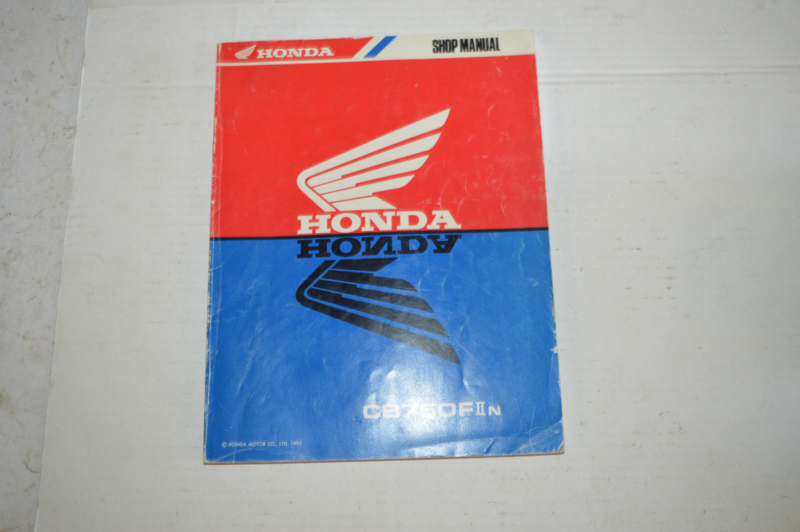 HONDA
SHOP MANUAL
HONDA
HONDA
CB750FIIN
© HONDA MOTOR CO., LTD. 1992